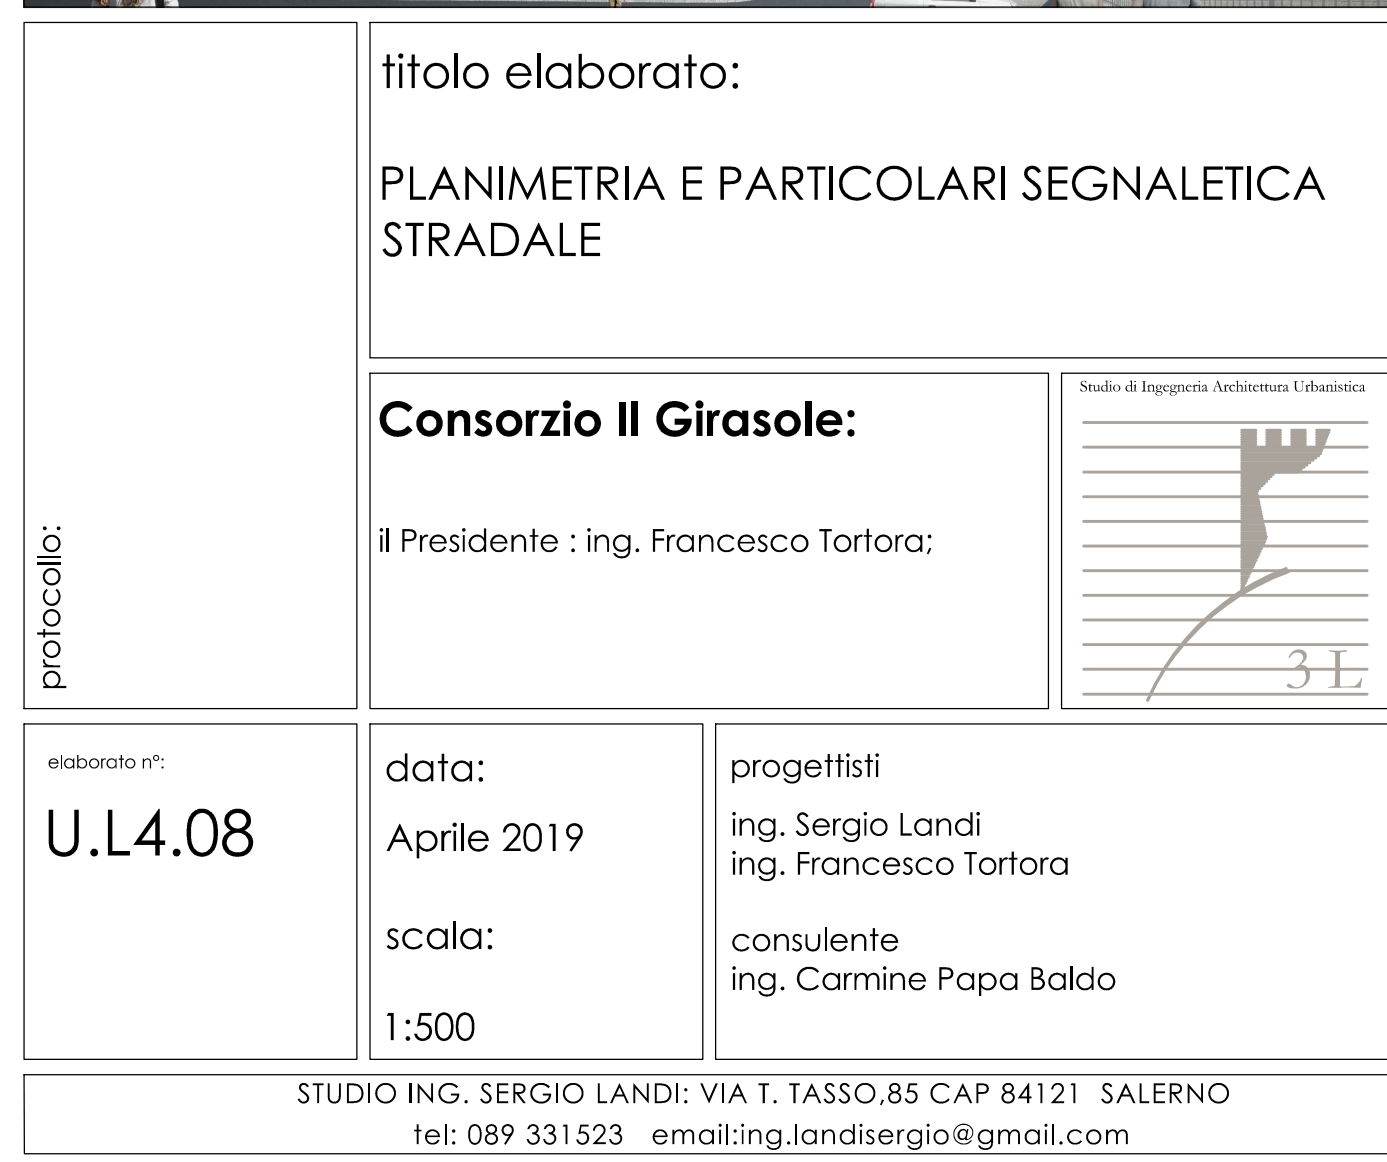 titolo elaborato:
PLANIMETRIA E PARTICOLARI SEGNALETICA
STRADALE
protocollo:
Consorzio Il Girasole:
il Presidente : ing. Francesco Tortora;
Studio di Ingegneria Architettura Urbanistica
3 L
elaborato n°:
U.L4.08
data:
Aprile 2019
scala:
1:500
progettisti
ing. Sergio Landi
ing. Francesco Tortora
consulente
ing. Carmine Papa Baldo
STUDIO ING. SERGIO LANDI: VIA T. TASSO,85 CAP 84121 SALERNO
tel: 089 331523 email:ing.landisergio@gmail.com